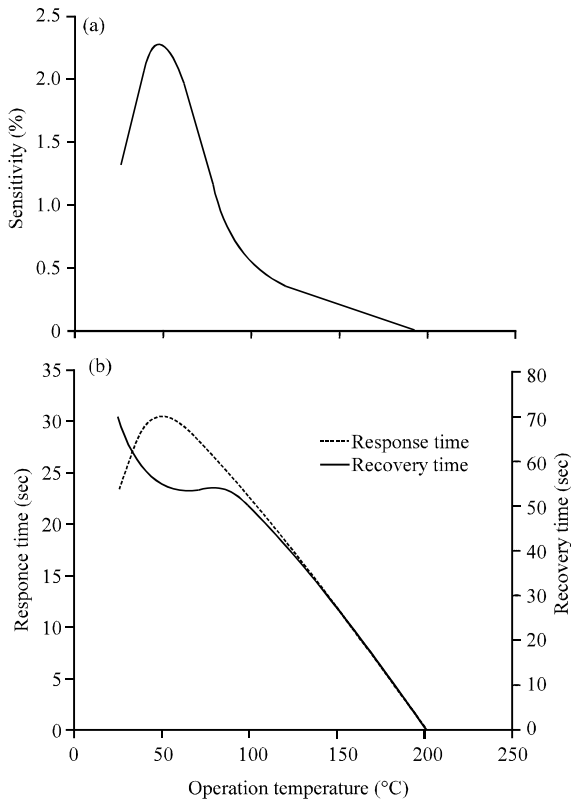 (a)
Sensitivity (%)
2.5
2.0
1.5
1.0
0.5
0
(b)
Responce time (sec)
35
30
25
20
15
10
5
0
Response time
Recovery time
80
70
60
50
40
30
20
10
0
Recovery time (sec)
0 50 100 150 200 250
Operation temperature (°C)